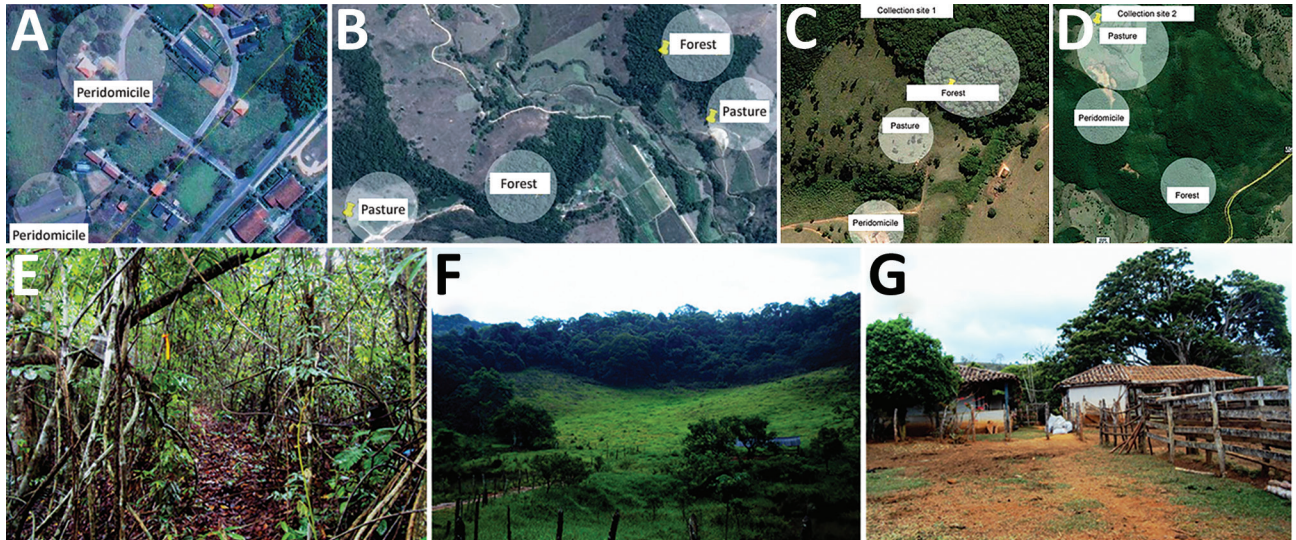 A
Peridomicile
Peridomicile
B
Forest
Pasture
Forest
Pasture
C
Collection site 1
Forest
Pasture
Peridomicile
D
Collection site 2
Pasture
Peridomicile
Forest
E
F
G